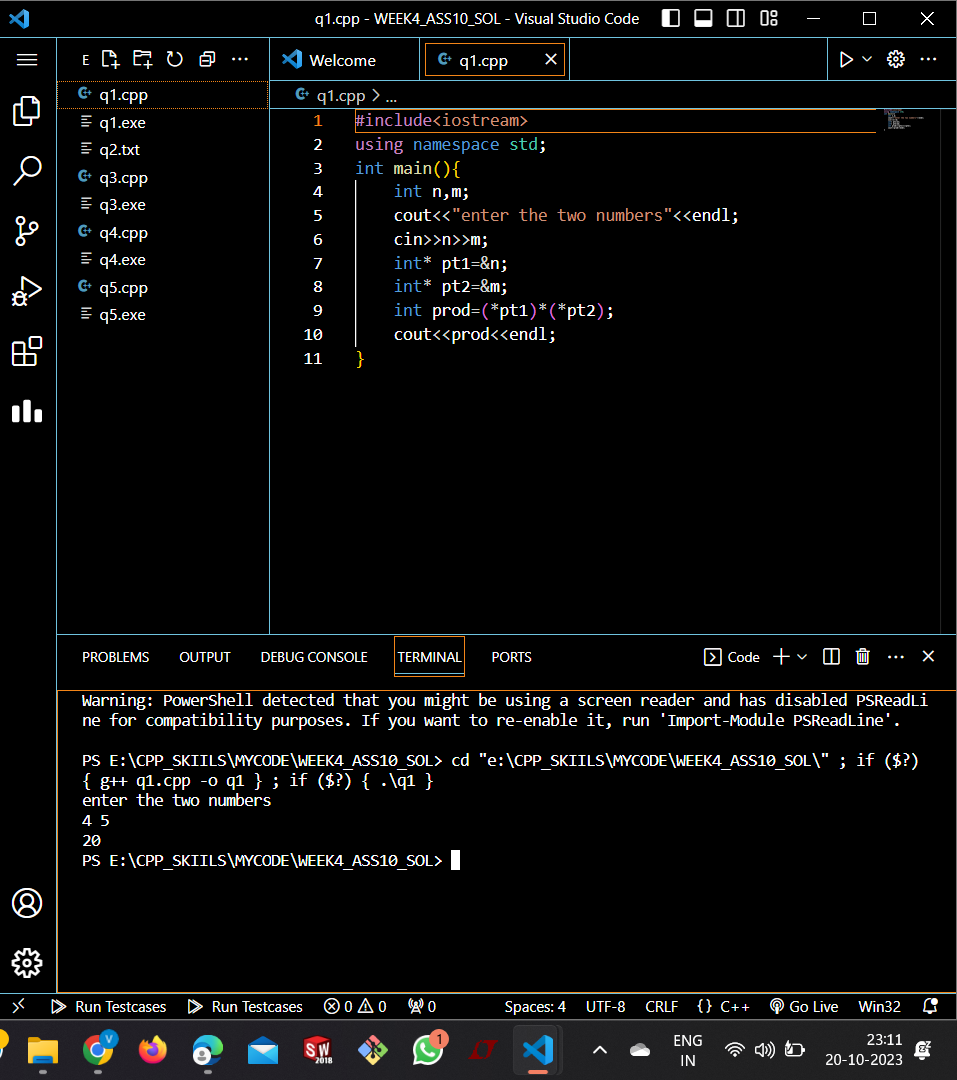 q1.cpp - WEEK4_ASS10_SOL - Visual Studio Code
E
Welcome
q1.cpp
q1.cpp
q1.exe
q2.txt
q3.cpp
q3.exe
q4.cpp
q4.exe
q5.cpp
q5.exe
q1.cpp > ...
1 #include<iostream>
2 using namespace std;
3 int main(){
4 int n,m;
5 cout<<"enter the two numbers"<<endl;
6 cin>>n>>m;
7 int* pt1=&n;
8 int* pt2=&m;
9 int prod=(*pt1)*(*pt2);
10 cout<<prod<<endl;
11 }
PROBLEMS OUTPUT DEBUG CONSOLE TERMINAL PORTS Code
Warning: PowerShell detected that you might be using a screen reader and has disabled PSReadLi
ne for compatibility purposes. If you want to re-enable it, run 'Import-Module PSReadLine'.
PS E:\CPP_SKIILS\MYCODE\WEEK4_ASS10_SOL> cd "e:\CPP_SKIILS\MYCODE\WEEK4_ASS10_SOL\" ; if ($?)
{ g++ q1.cpp -o q1 } ; if ($?) { .\q1 }
enter the two numbers
4 5
20
PS E:\CPP_SKIILS\MYCODE\WEEK4_ASS10_SOL>
Run Testcases Run Testcases 0 0 0 Spaces: 4 UTF-8 CRLF {} C++ Go Live Win32
V
SW
2018
1
ENG
IN
23:11
20-10-2023